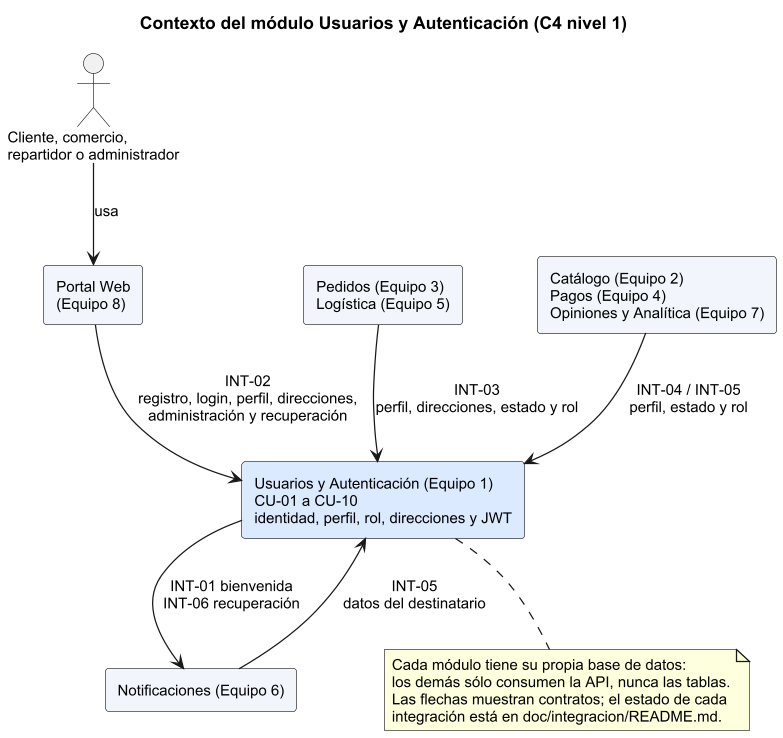 Contexto del módulo Usuarios y Autenticación (C4 nivel 1)
Cliente, comercio,
repartidor o administrador
usa
Portal Web
(Equipo 8)
Pedidos (Equipo 3)
Logística (Equipo 5)
Catálogo (Equipo 2)
Pagos (Equipo 4)
Opiniones y Analítica (Equipo 7)
INT-02
registro, login, perfil, direcciones,
administración y recuperación
INT-03
perfil, direcciones, estado y rol
INT-04 / INT-05
perfil, estado y rol
Usuarios y Autenticación (Equipo 1)
CU-01 a CU-10
identidad, perfil, rol, direcciones y JWT
INT-01 bienvenida
INT-06 recuperación
INT-05
datos del destinatario
Notificaciones (Equipo 6)
Cada módulo tiene su propia base de datos:
los demás sólo consumen la API, nunca las tablas.
Las flechas muestran contratos; el estado de cada
integración está en doc/integracion/README.md.